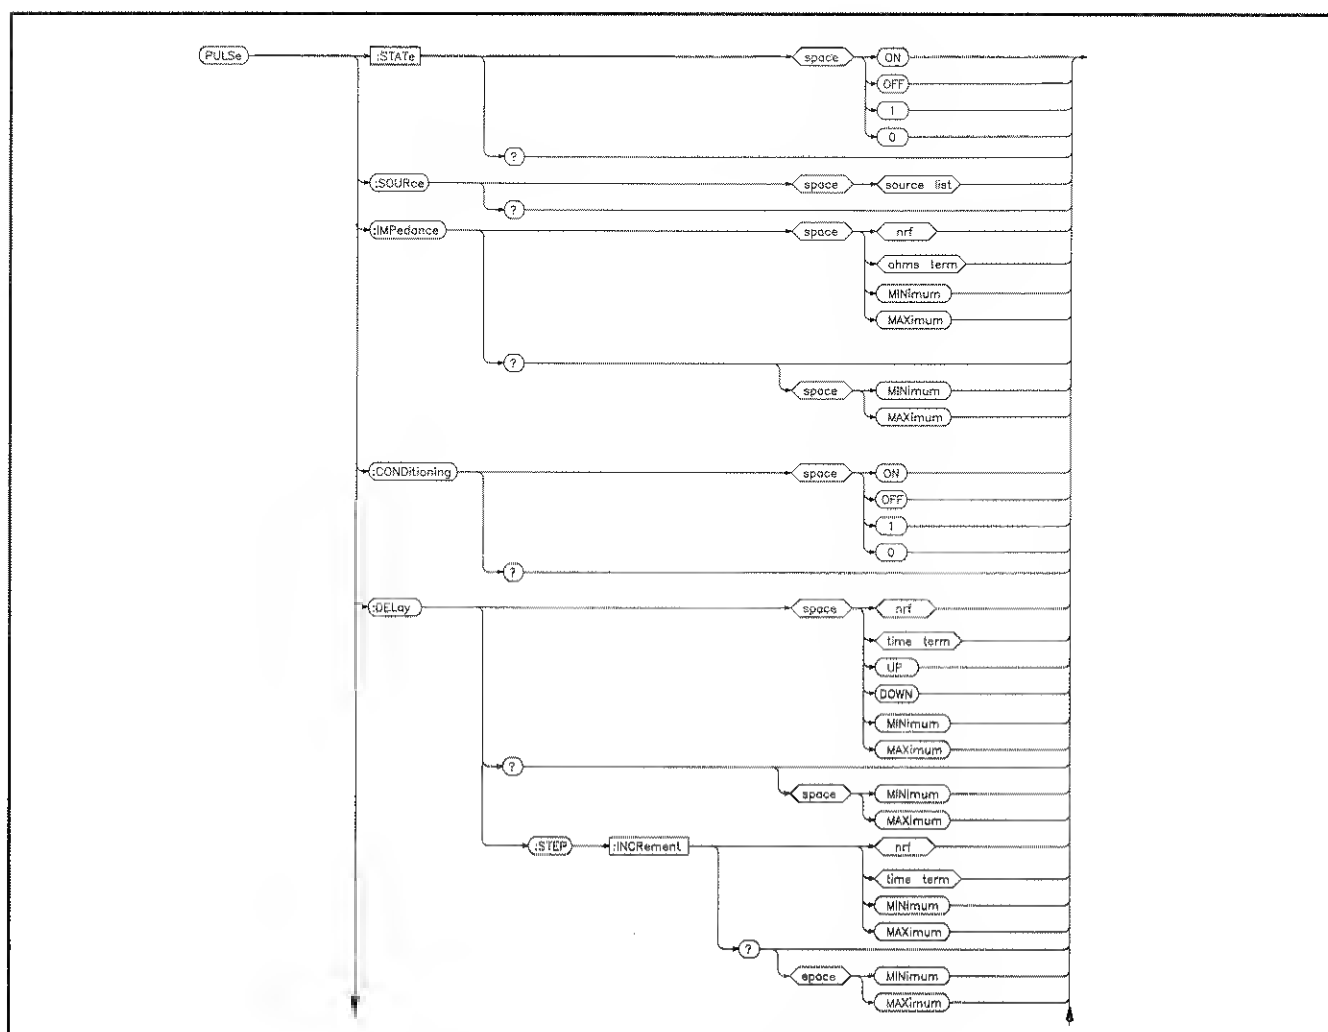 PULSe :STATe space ON
OFF
1
0
?
:SOURce space source list
?
:IMPedance space nrf
ohms term
MINimum
MAXimum
?
space MINimum
MAXimum
:CONDitioning space ON
OFF
1
0
?
:DELay space nrf
time term
UP
DOWN
MINimum
MAXimum
?
space MINimum
MAXimum
:STEP :INCRement nrf
time term
MINimum
MAXimum
?
space MINimum
MAXimum